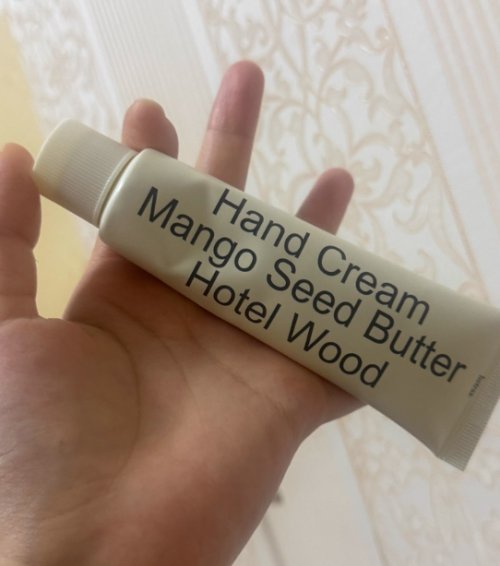 Hand Cream
Mango Seed Butter
Hotel Wood